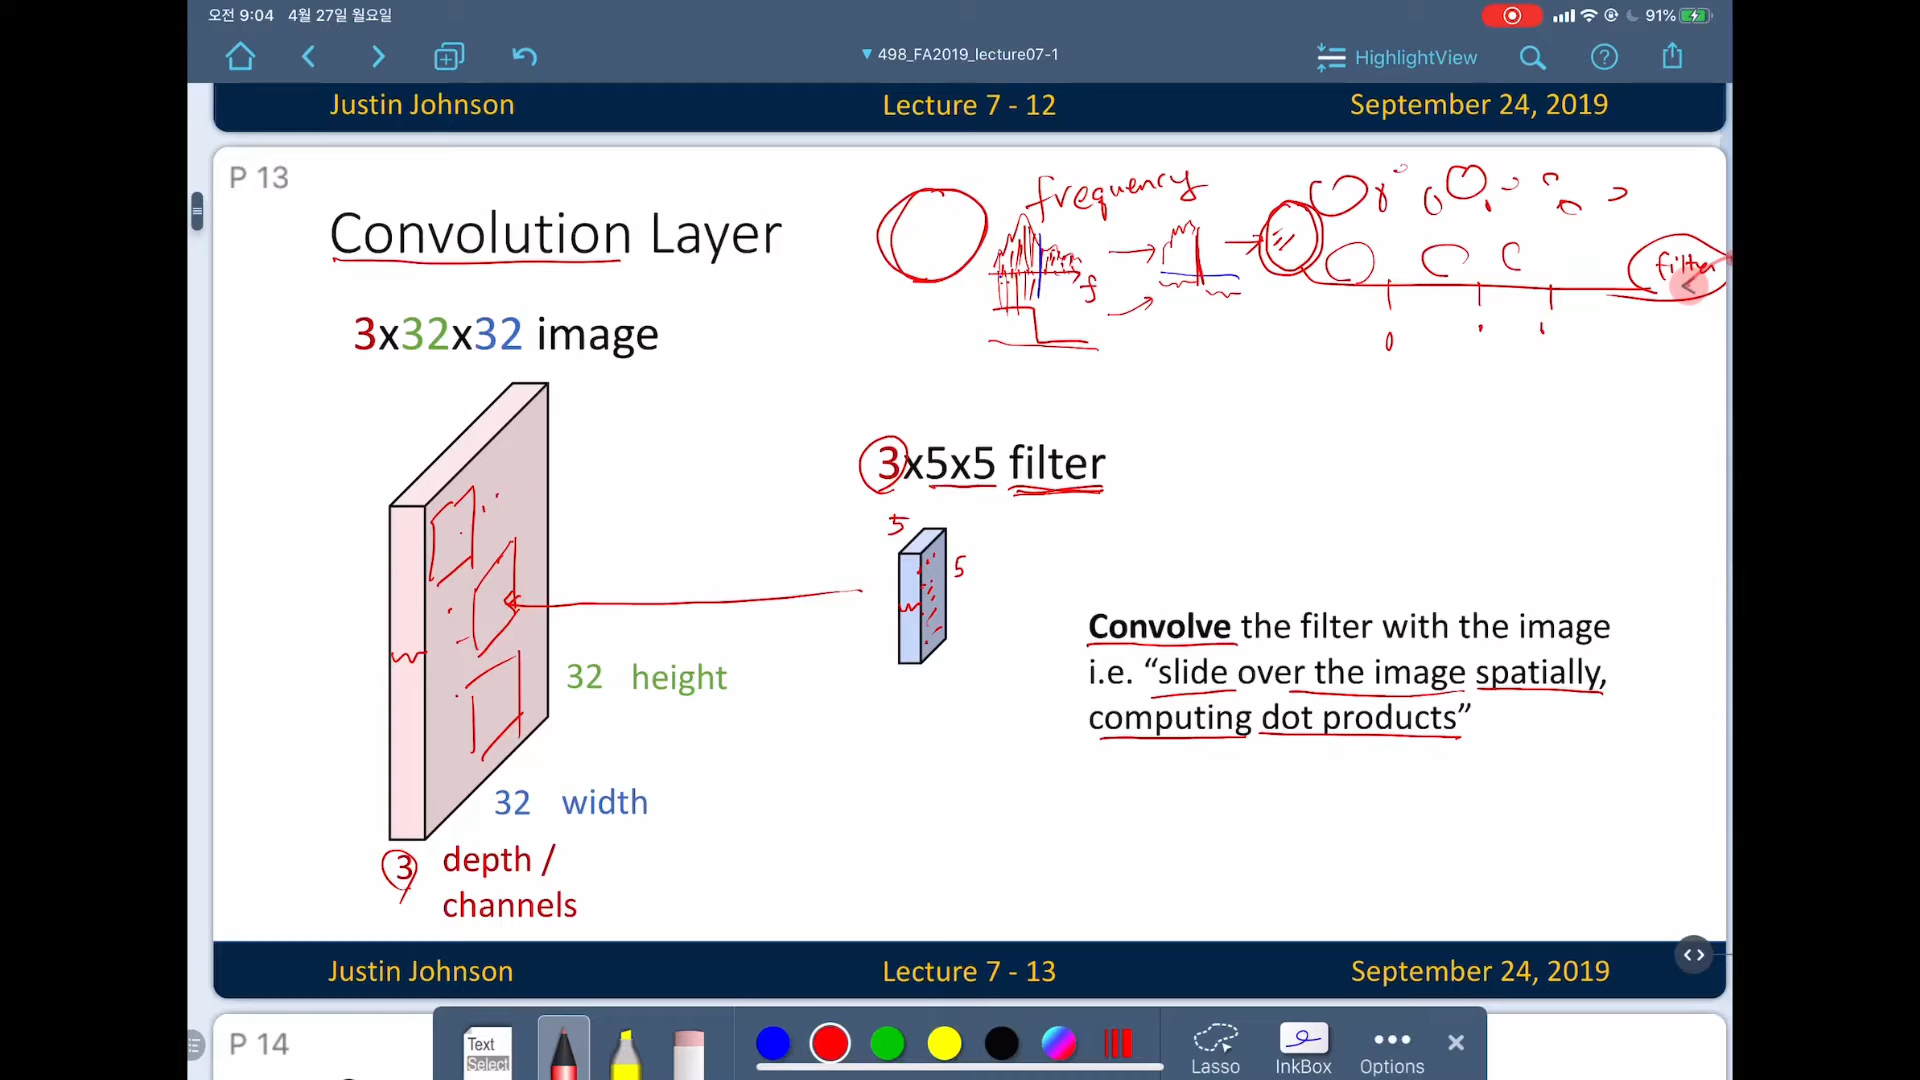 오전 9:04 4월 27일 월요일
91%
498_FA2019_lecture07-1
HighlightView
Justin Johnson
Lecture 7 - 12
September 24, 2019
P 13
Convolution Layer
frequency
f
filter
0
3x32x32 image
3x5x5 filter
5
5
Convolve the filter with the image
i.e. “slide over the image spatially,
computing dot products”
32 height
32 width
3 depth /
channels
Justin Johnson
Lecture 7 - 13
September 24, 2019
P 14
Text
Select
Lasso
InkBox
Options